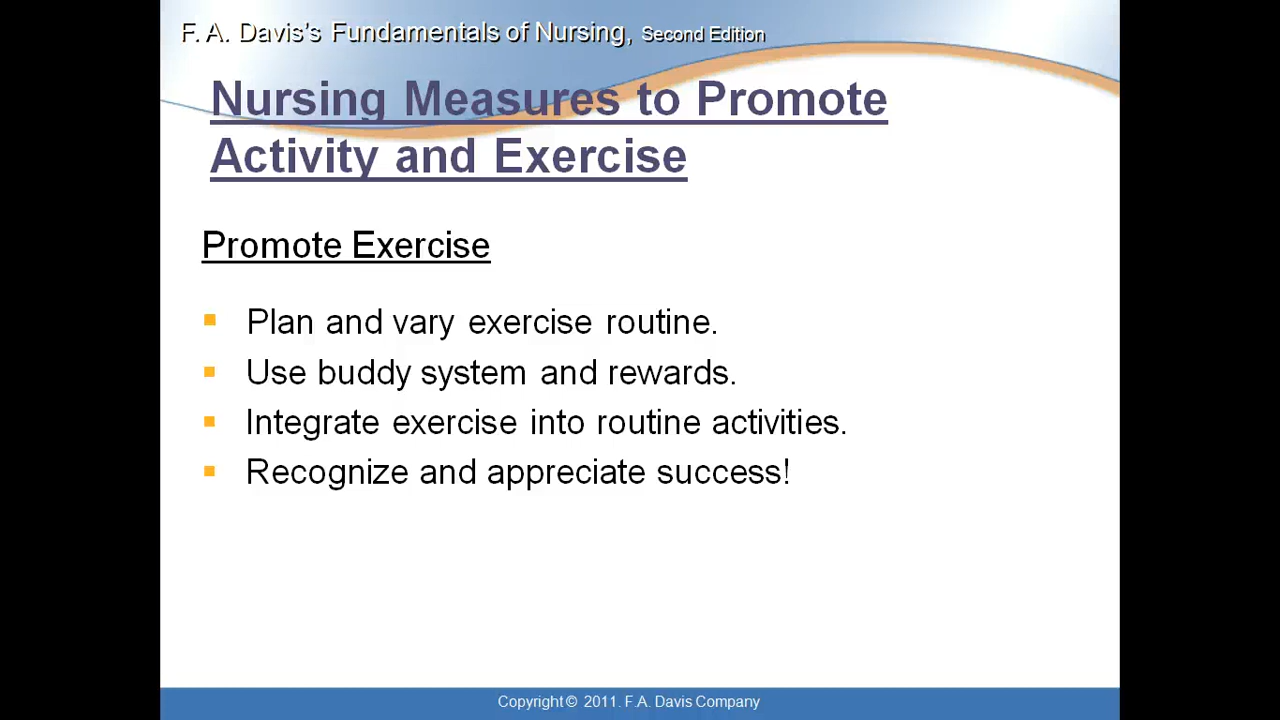 F. A. Davis's Fundamentals of Nursing, Second Edition
Nursing Measures to Promote
Activity and Exercise
Promote Exercise
▪ Plan and vary exercise routine.
▪ Use buddy system and rewards.
▪ Integrate exercise into routine activities.
▪ Recognize and appreciate success!
Copyright © 2011. F.A. Davis Company